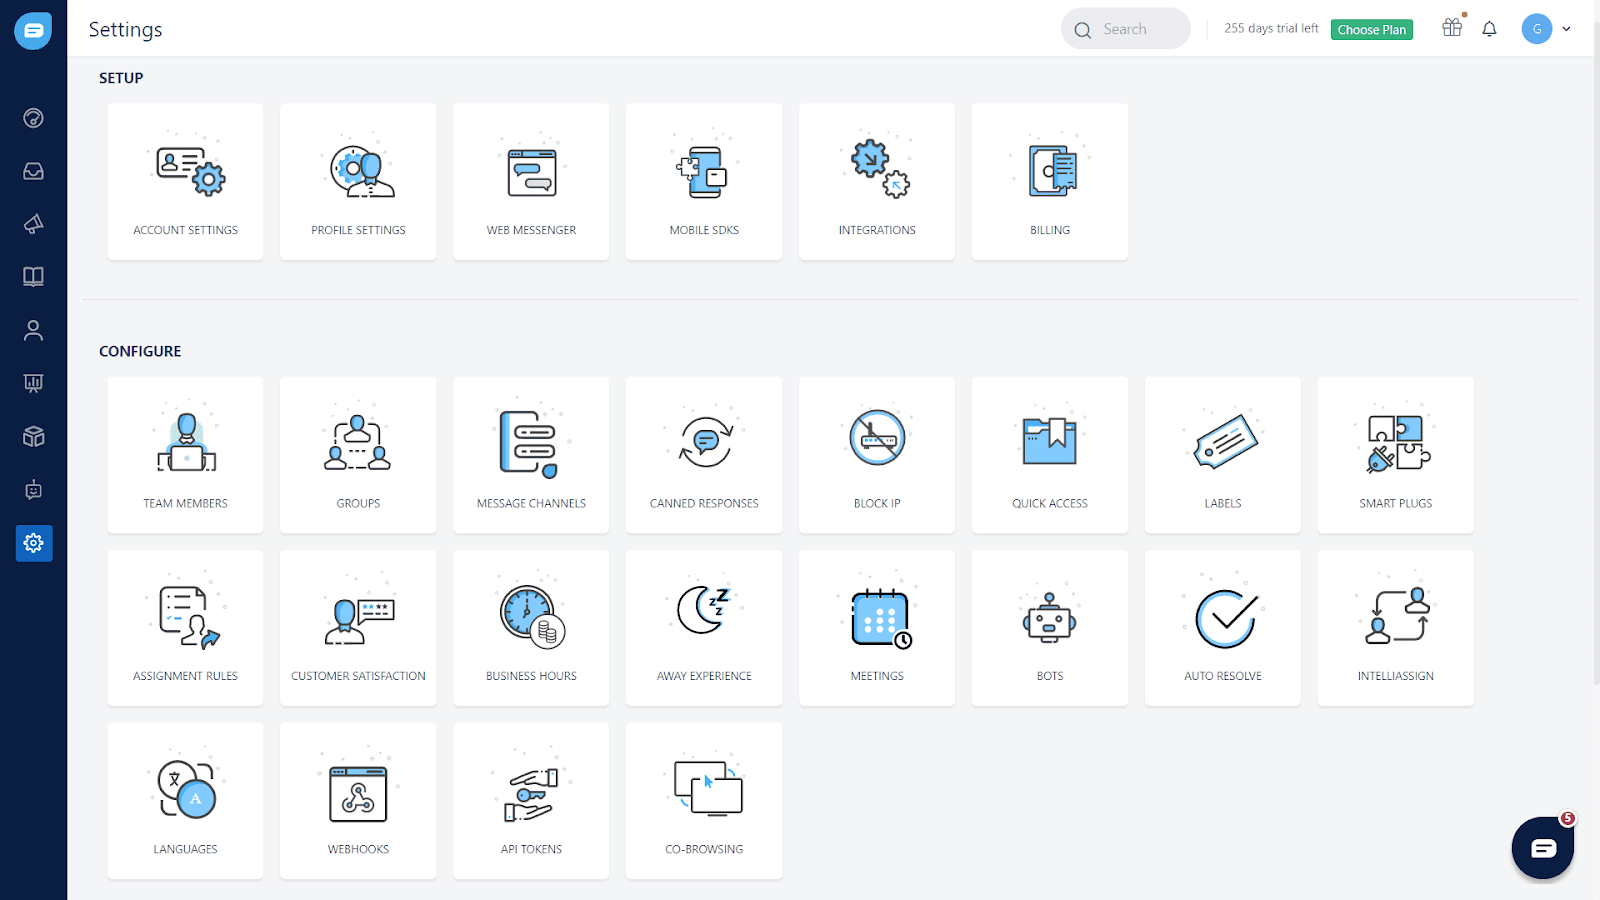 Settings
Search
255 days trial left
Choose Plan
G
SETUP
ACCOUNT SETTINGS
PROFILE SETTINGS
WEB MESSENGER
MOBILE SDKS
INTEGRATIONS
BILLING
CONFIGURE
TEAM MEMBERS
GROUPS
MESSAGE CHANNELS
CANNED RESPONSES
BLOCK IP
QUICK ACCESS
LABELS
SMART PLUGS
zzZ
ASSIGNMENT RULES
CUSTOMER SATISFACTION
BUSINESS HOURS
AWAY EXPERIENCE
MEETINGS
BOTS
AUTO RESOLVE
INTELLIASSIGN
文
A
LANGUAGES
WEBHOOKS
API TOKENS
CO-BROWSING
5